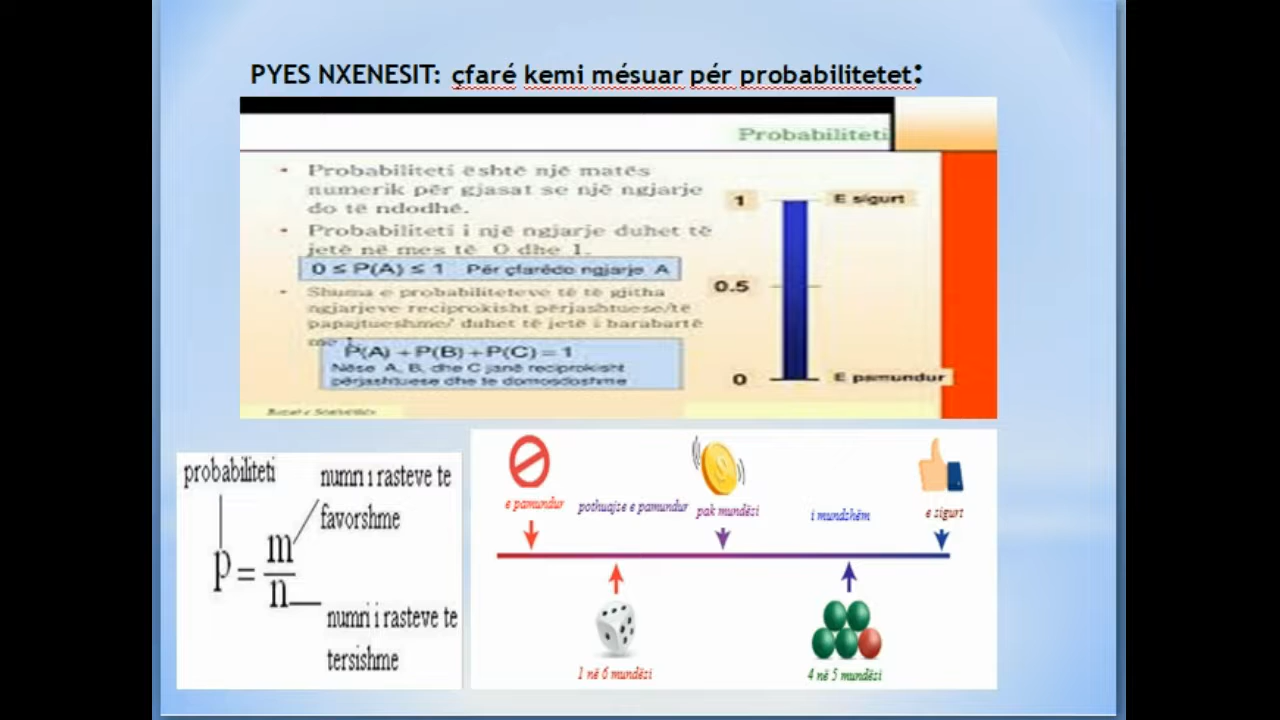 PYES NXENESIT: çfaré kemi mésuar pér probabilitetet:
Probabiliteti
• Probabiliteti është një matës
numerik për gjasat se një ngjarje
do të ndodhë.
• Probabiliteti i një ngjarje duhet të
jetë në mes të 0 dhe 1.
0 ≤ P(A) ≤ 1 Për çfarëdo ngjarje A
• Shuma e probabiliteteve të të gjitha
ngjarjeve reciprokisht përjashtuese/të
papajtueshme/ duhet të jetë i barabartë
me 1.
P(A) + P(B) + P(C) = 1
Nëse A, B, dhe C janë reciprokisht
përjashtuese dhe te domosdoshme
1 E sigurt
0.5
0 E pamundur
probabiliteti
numri i rasteve te
favorshme
p = m
n
numri i rasteve te
tersishme
e pamundur
pothuajse e pamundur
pak mundësi
i mundshëm
e sigurt
1 në 6 mundësi
4 në 5 mundësi